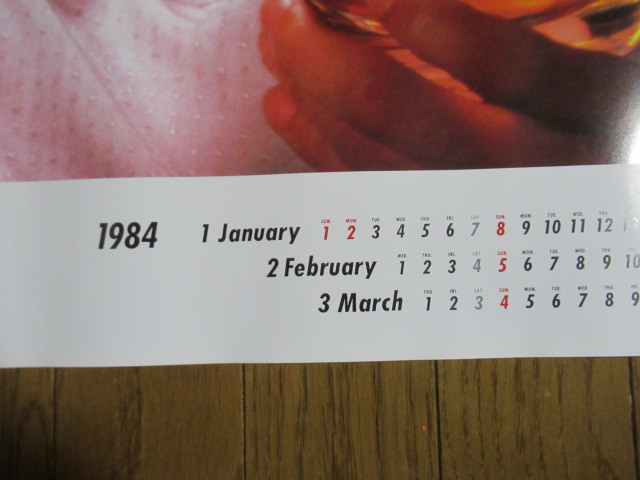 1984
SUN. MON. TUE. WED. THU. FRI. SAT. SUN. MON. TUE. WED. THU.
1 January 1 2 3 4 5 6 7 8 9 10 11 12
WED. THU. FRI. SAT. SUN. MON. TUE. WED. THU. FRI.
2 February 1 2 3 4 5 6 7 8 9 10
THU. FRI. SAT. SUN. MON. TUE. WED. THU. FRI.
3 March 1 2 3 4 5 6 7 8 9